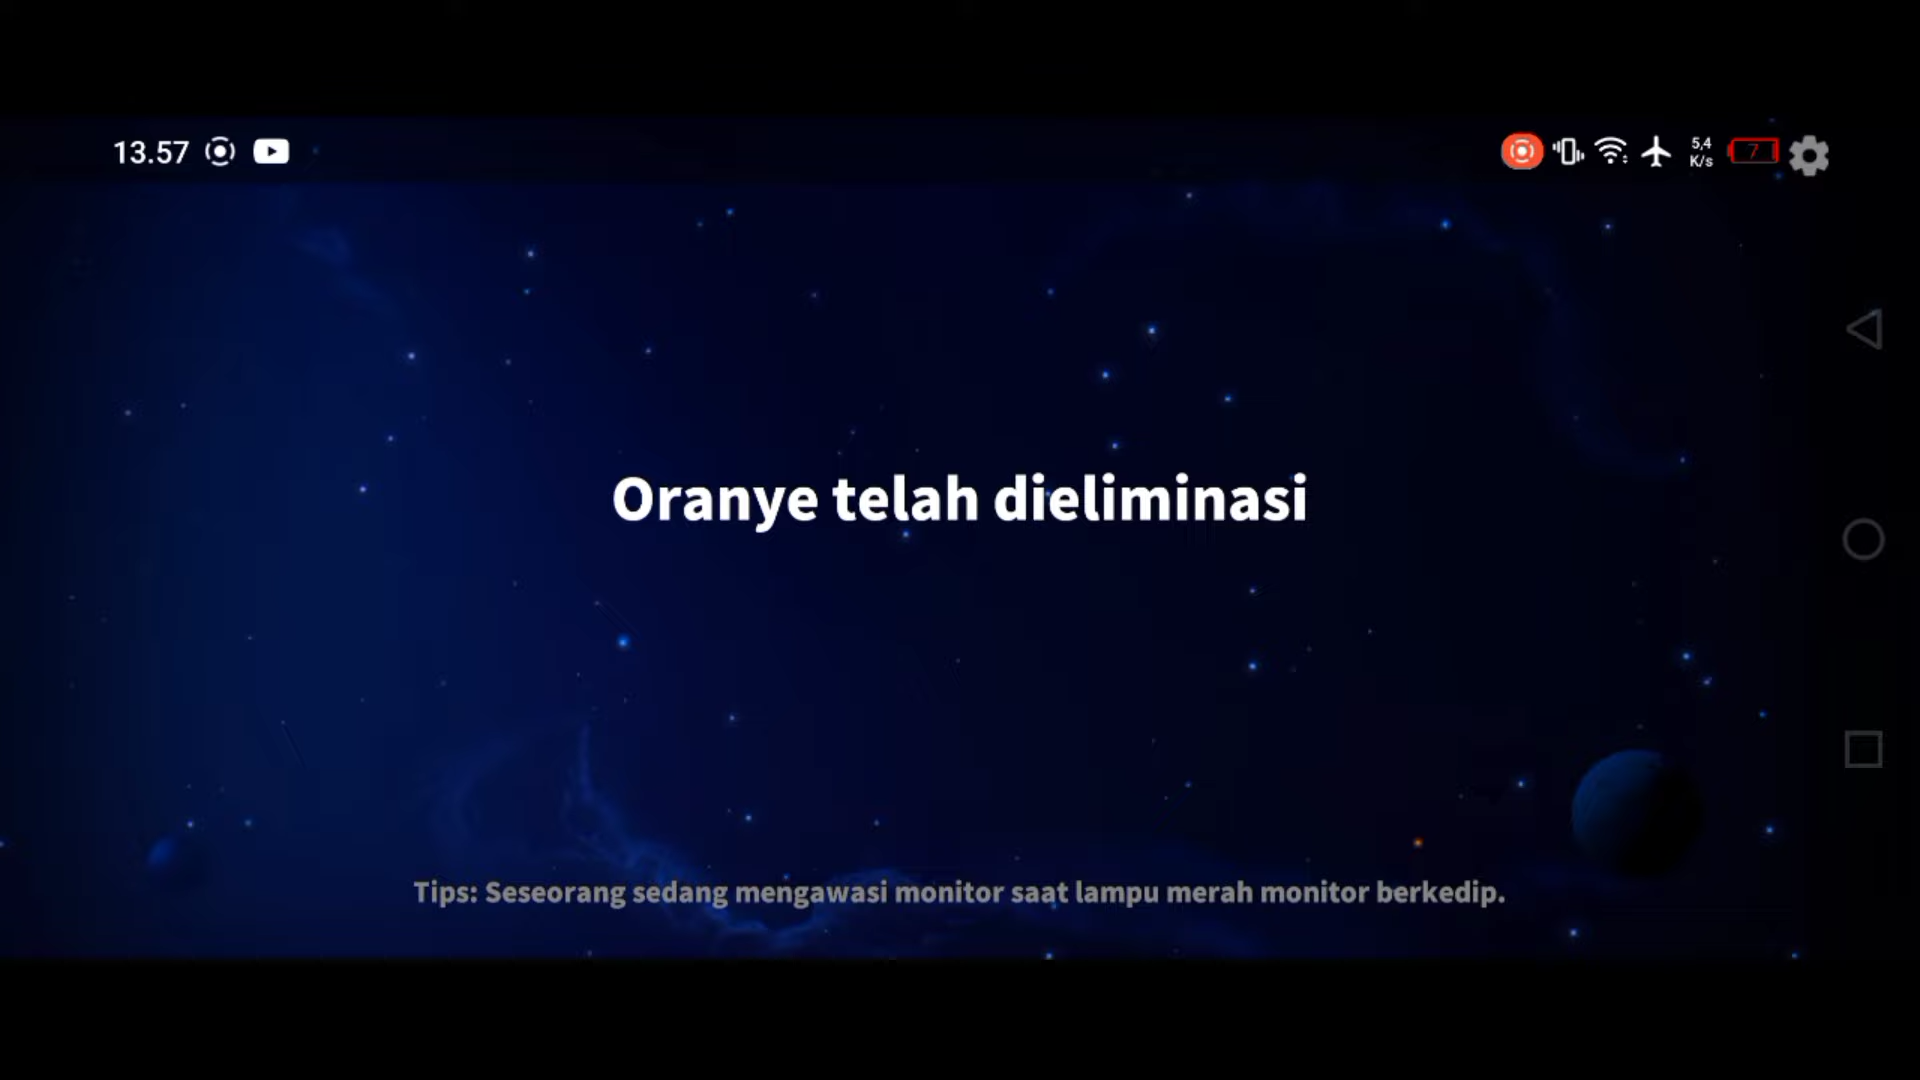 13.57
5,4
K/s
7
Oranye telah dieliminasi
Tips: Seseorang sedang mengawasi monitor saat lampu merah monitor berkedip.